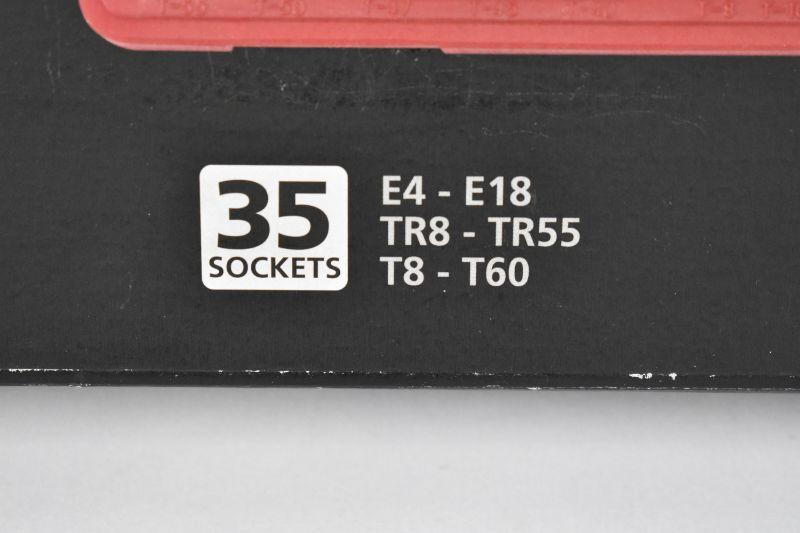 35
SOCKETS
E4 - E18
TR8 - TR55
T8 - T60